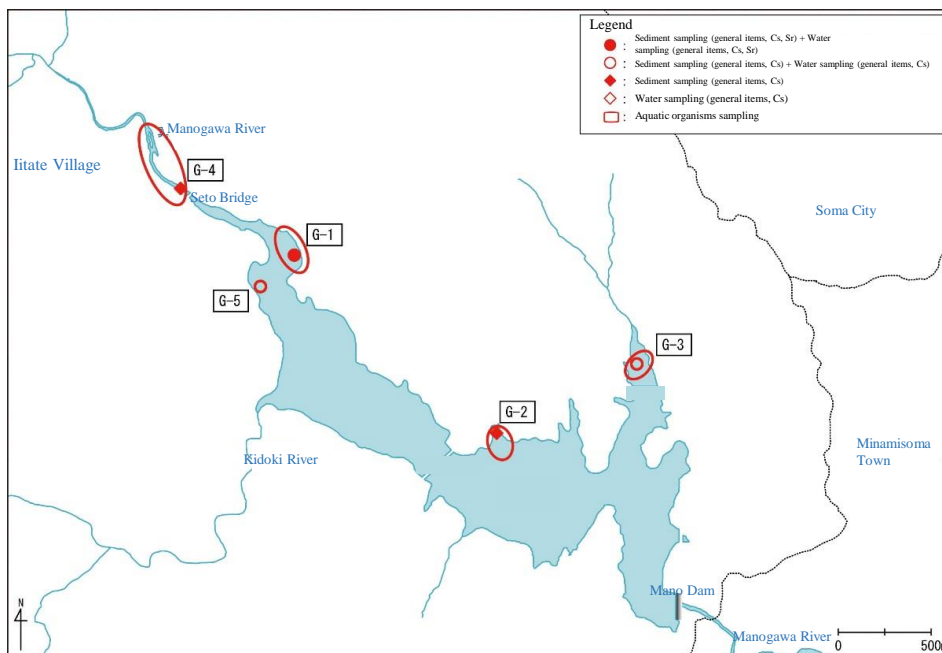 Legend
: Sediment sampling (general items, Cs, Sr) + Water
sampling (general items, Cs, Sr)
: Sediment sampling (general items, Cs) + Water sampling (general items, Cs)
: Sediment sampling (general items, Cs)
: Water sampling (general items, Cs)
: Aquatic organisms sampling
Manogawa River
Iitate Village
G-4
Seto Bridge
Soma City
G-1
G-5
G-3
G-2
Minamisoma
Town
Kidoki River
Mano Dam
N
4
Manogawa River
0
500m